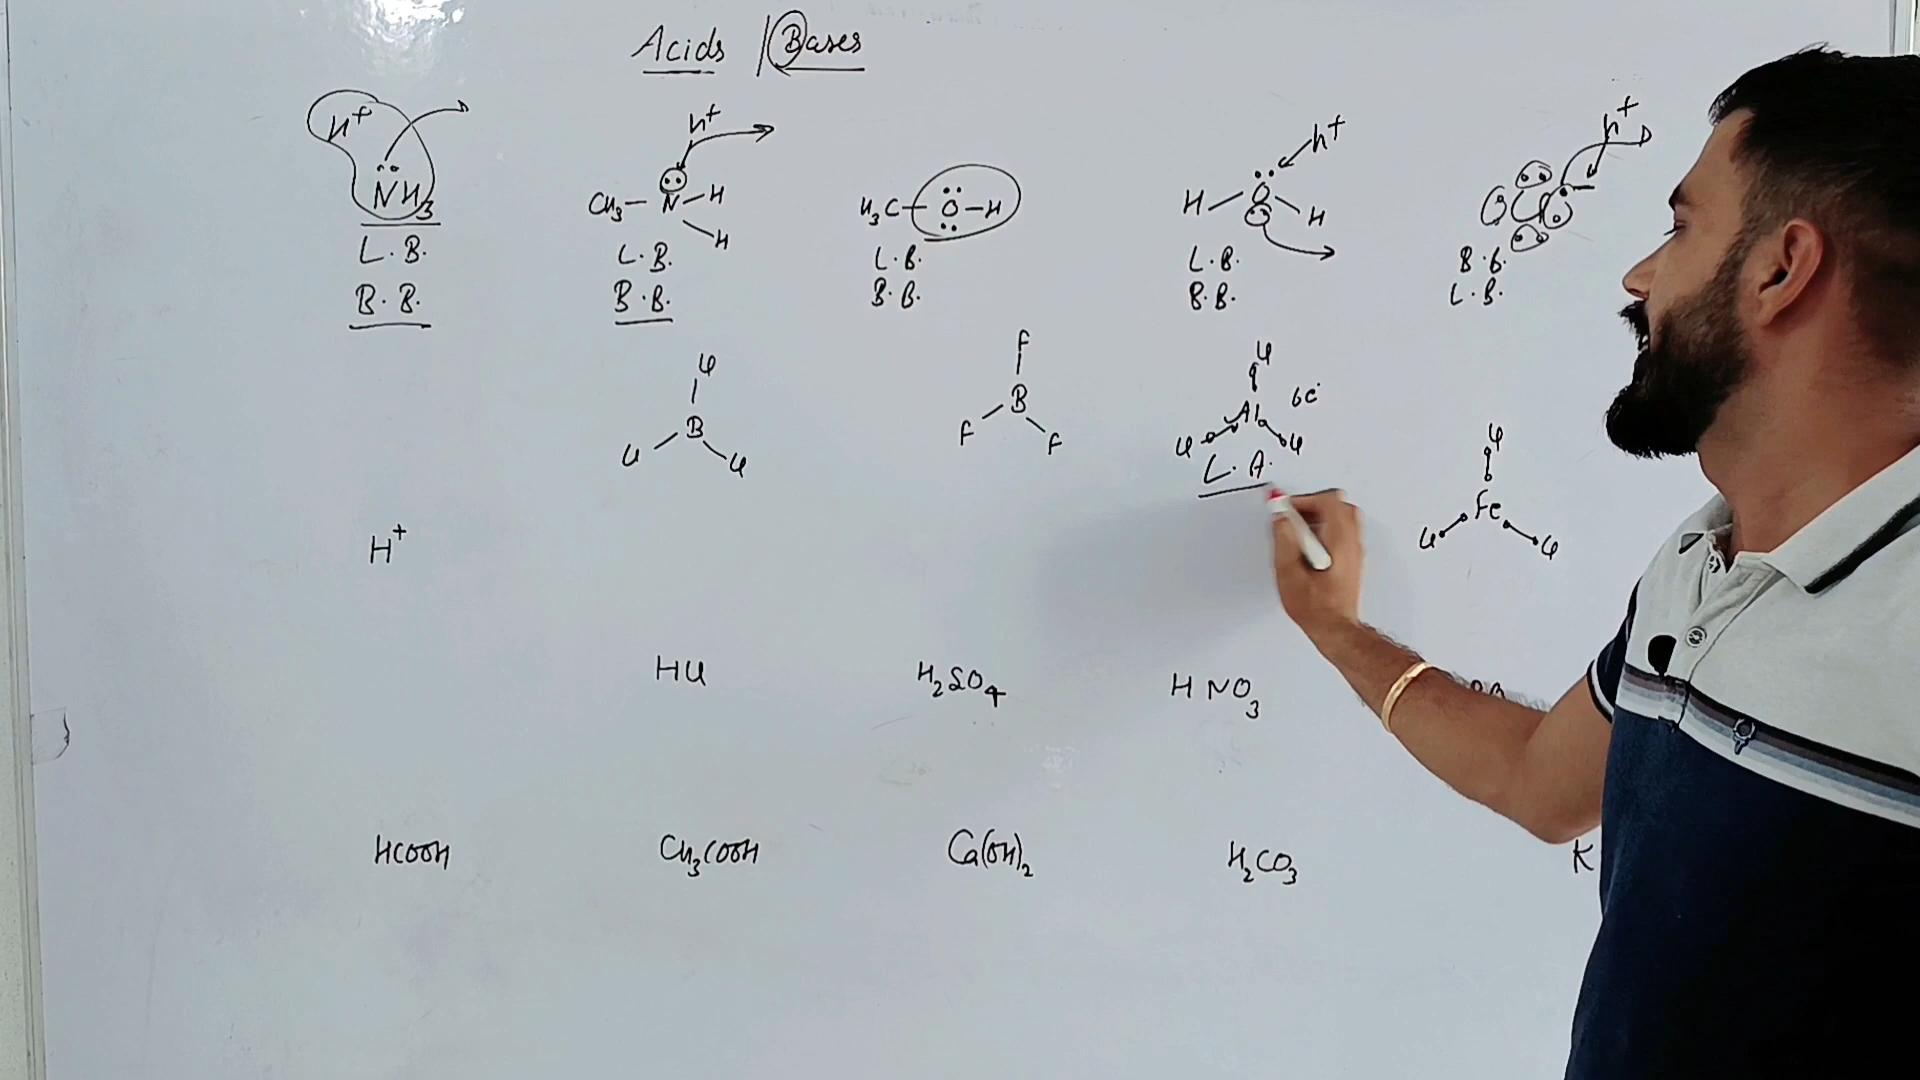 Acids / Bases
H+
NH3
L.B.
B.B.
H+
CH3 - N - H
H
L.B.
B.B.
H3C - O - H
L.B.
B.B.
H+
H O H
L.B.
B.B.
H+
B.B.
L.B.
Cl
B
Cl Cl
F
B
F F
Cl
Al 6e-
Cl Cl
L.A.
Cl
Fe
Cl Cl
H+
HCl
H2SO4
HNO3
HCOOH
CH3COOH
Ca(OH)2
H2CO3
K